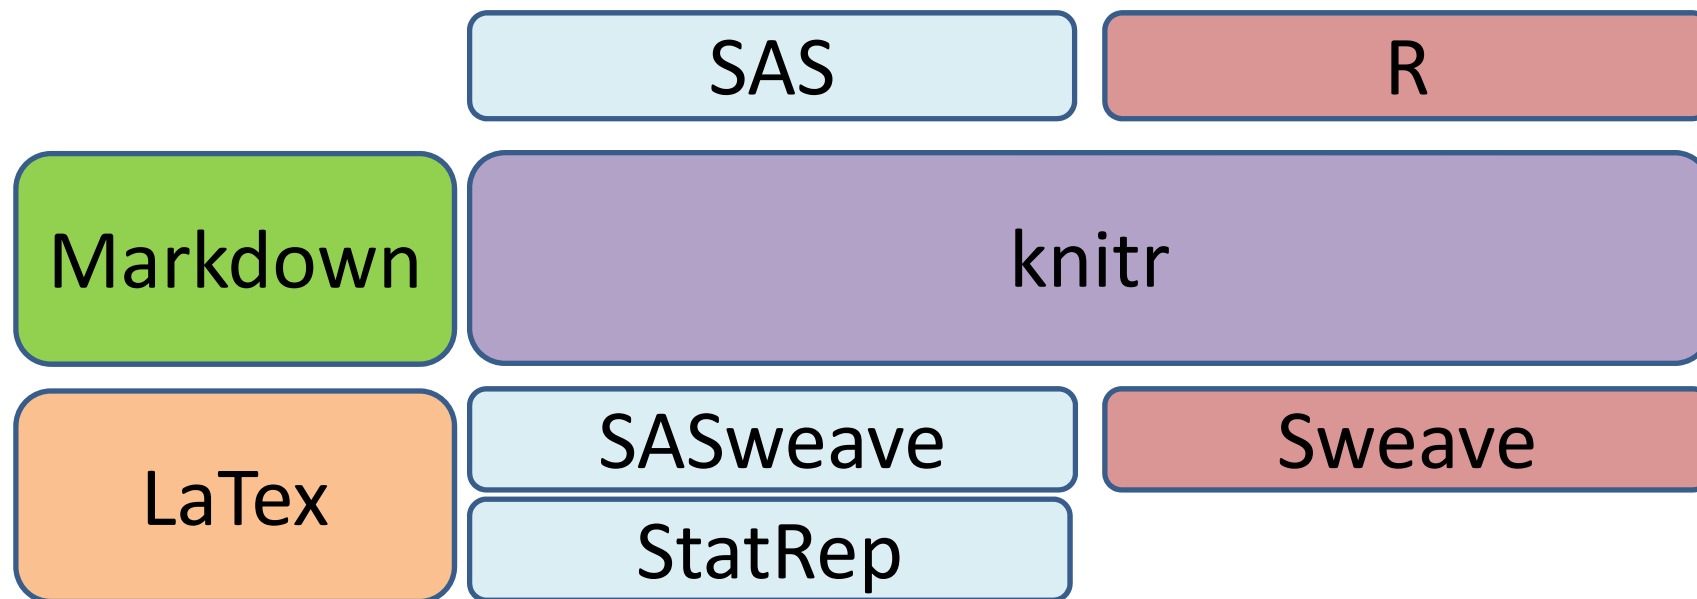 SAS
R
Markdown
knitr
LaTex
SASweave
Sweave
StatRep